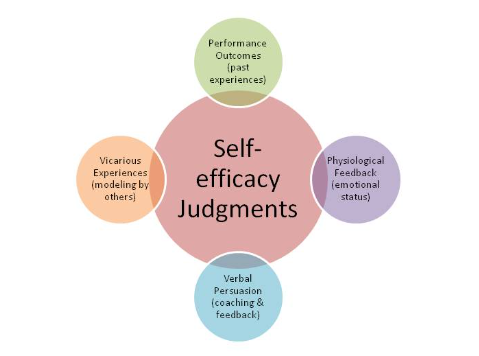 Performance
Outcomes
(past
experiences)
Vicarious
Experiences
(modeling by
others)
Self-
efficacy
Judgments
Physiological
Feedback
(emotional
status)
Verbal
Persuasion
(coaching &
feedback)